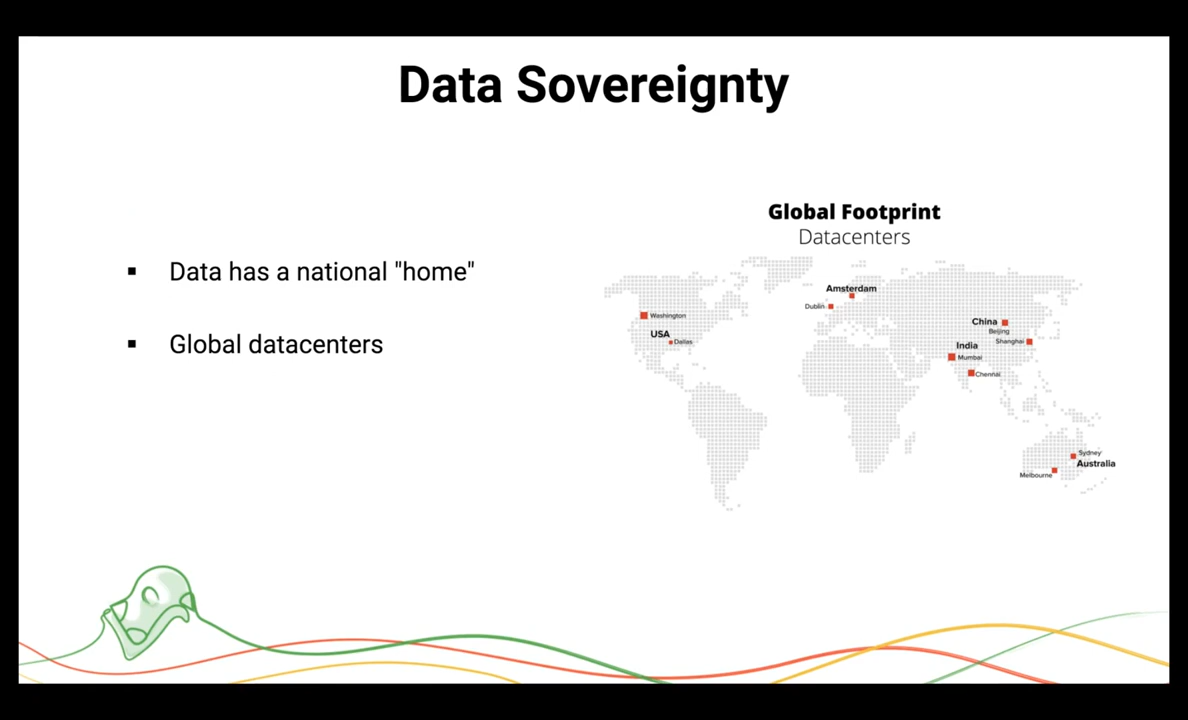 Data Sovereignty
▪ Data has a national "home"
▪ Global datacenters
Global Footprint
Datacenters
Amsterdam
Dublin
Washington
USA
Dallas
China
Beijing
Shanghai
India
Mumbai
Chennai
Sydney
Australia
Melbourne